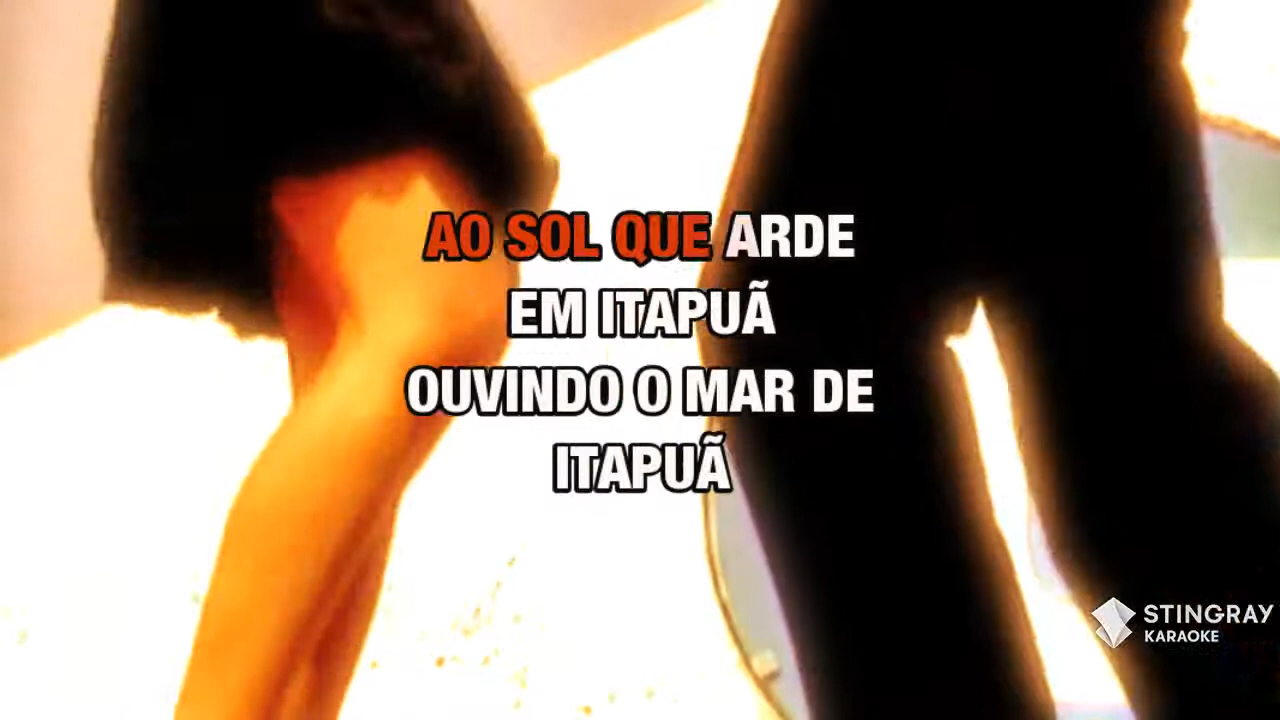 AO SOL QUE ARDE
EM ITAPUÃ
OUVINDO O MAR DE
ITAPUÃ
STINGRAY
KARAOKE